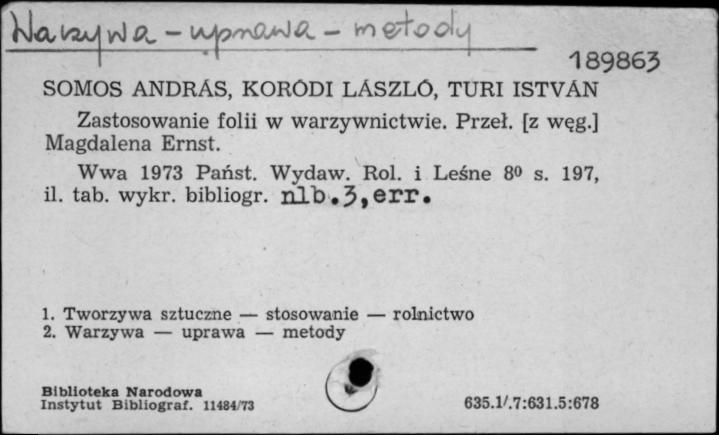 Warzywa - uprawa - metody
189863
SOMOS ANDRÁS, KORÓDI LÁSZLÓ, TURI ISTVÁN
Zastosowanie folii w warzywnictwie. Przeł. [z węg.]
Magdalena Ernst.
Wwa 1973 Państ. Wydaw. Rol. i Leśne 8⁰ s. 197,
il. tab. wykr. bibliogr. nlb.3,err.
1. Tworzywa sztuczne — stosowanie — rolnictwo
2. Warzywa — uprawa — metody
Biblioteka Narodowa
Instytut Bibliograf. 11484/73
635.1/.7:631.5:678